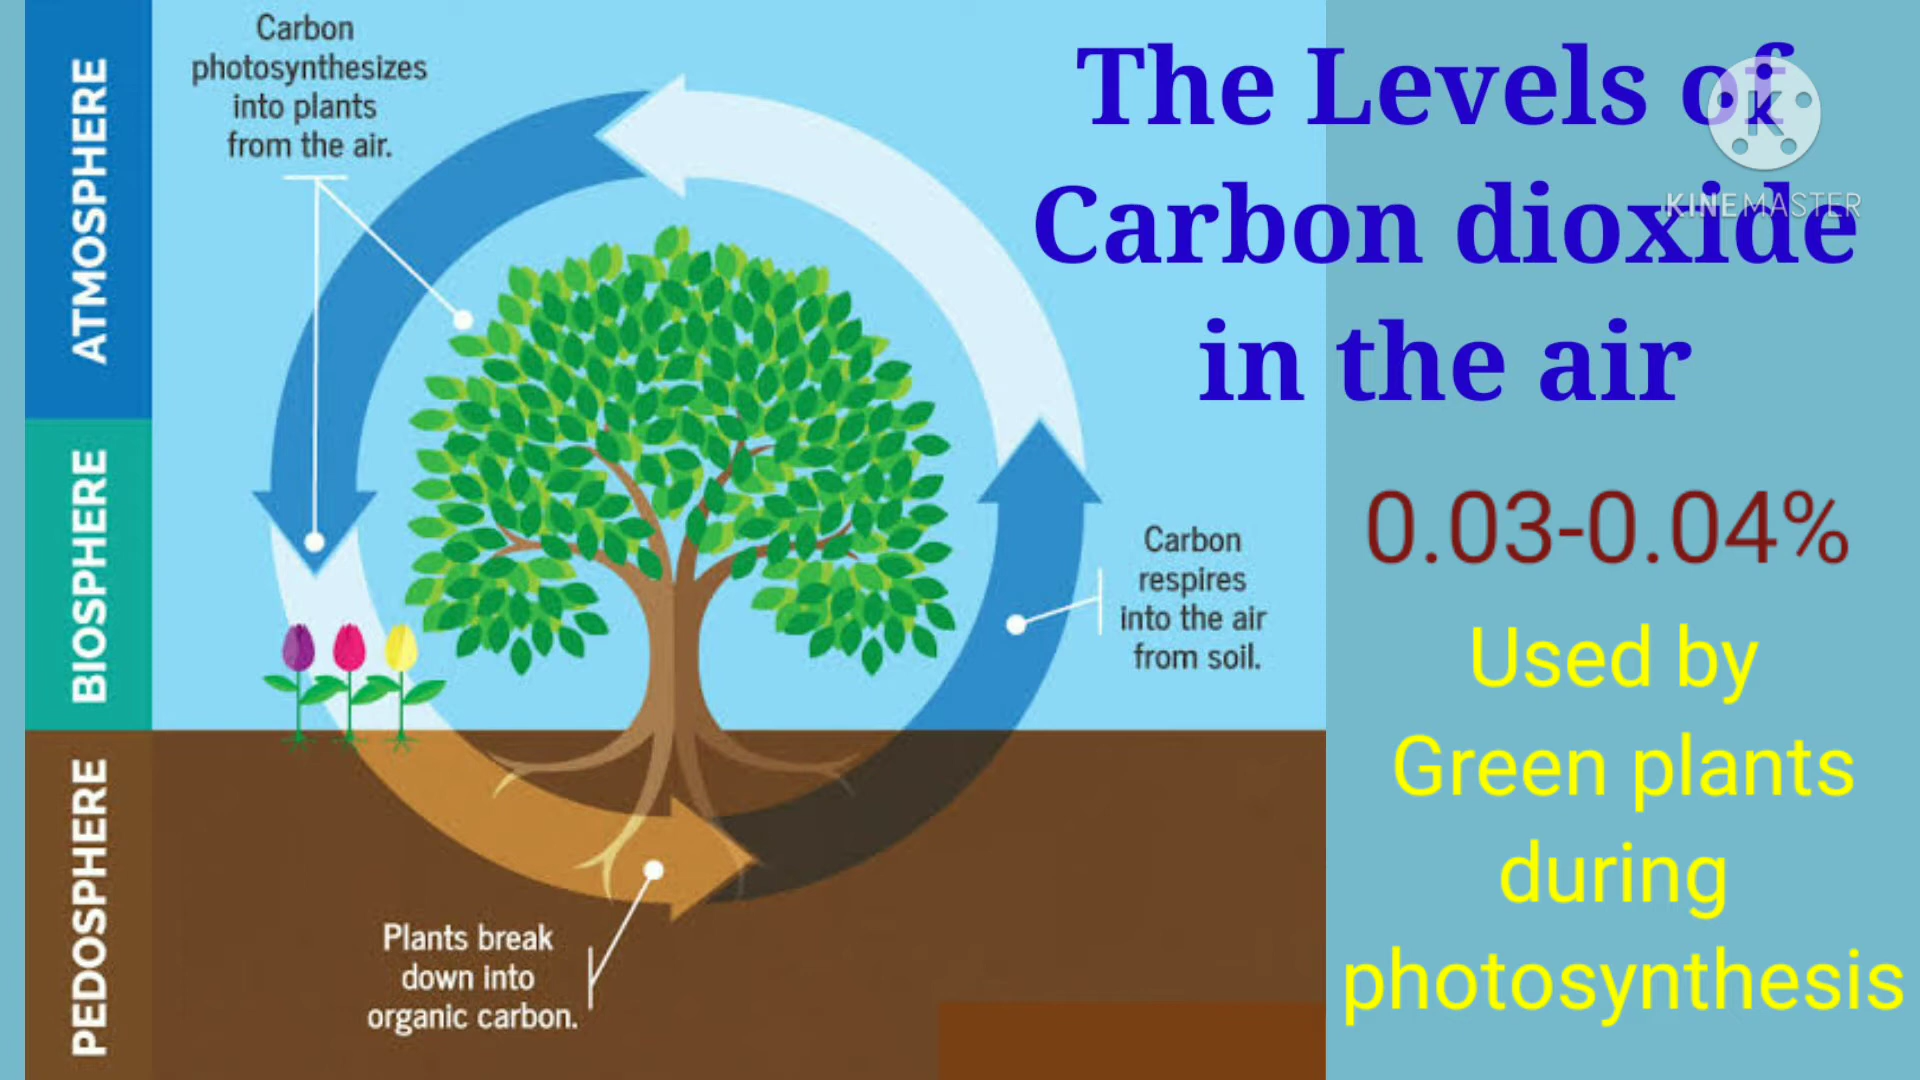 Carbon
photosynthesizes
into plants
from the air.
The Levels of
Carbon dioxide
in the air
K
KINEMASTER
ATMOSPHERE
BIOSPHERE
PEDOSPHERE
0.03-0.04%
Carbon
respires
into the air
from soil.
Used by
Green plants
during
photosynthesis
Plants break
down into
organic carbon.